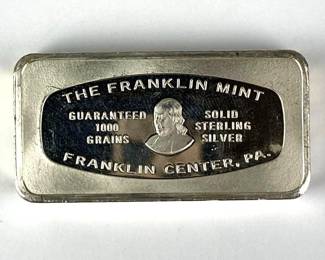 THE FRANKLIN MINT
GUARANTEED
1000
GRAINS
SOLID
STERLING
SILVER
FRANKLIN CENTER, PA.